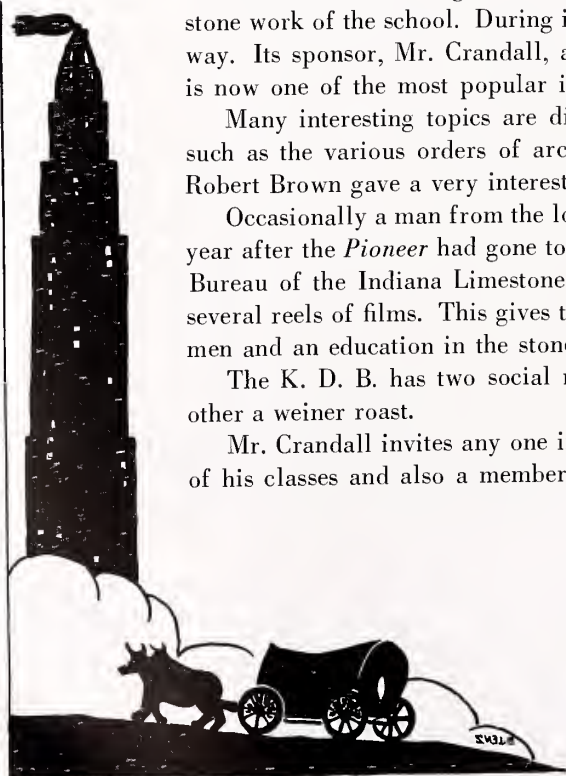 stone work of the school. During i
way. Its sponsor, Mr. Crandall, a
is now one of the most popular i
Many interesting topics are di
such as the various orders of arc
Robert Brown gave a very interest
Occasionally a man from the lo
year after the Pioneer had gone to
Bureau of the Indiana Limestone
several reels of films. This gives t
men and an education in the stone
The K. D. B. has two social r
other a weiner roast.
Mr. Crandall invites any one i
of his classes and also a member